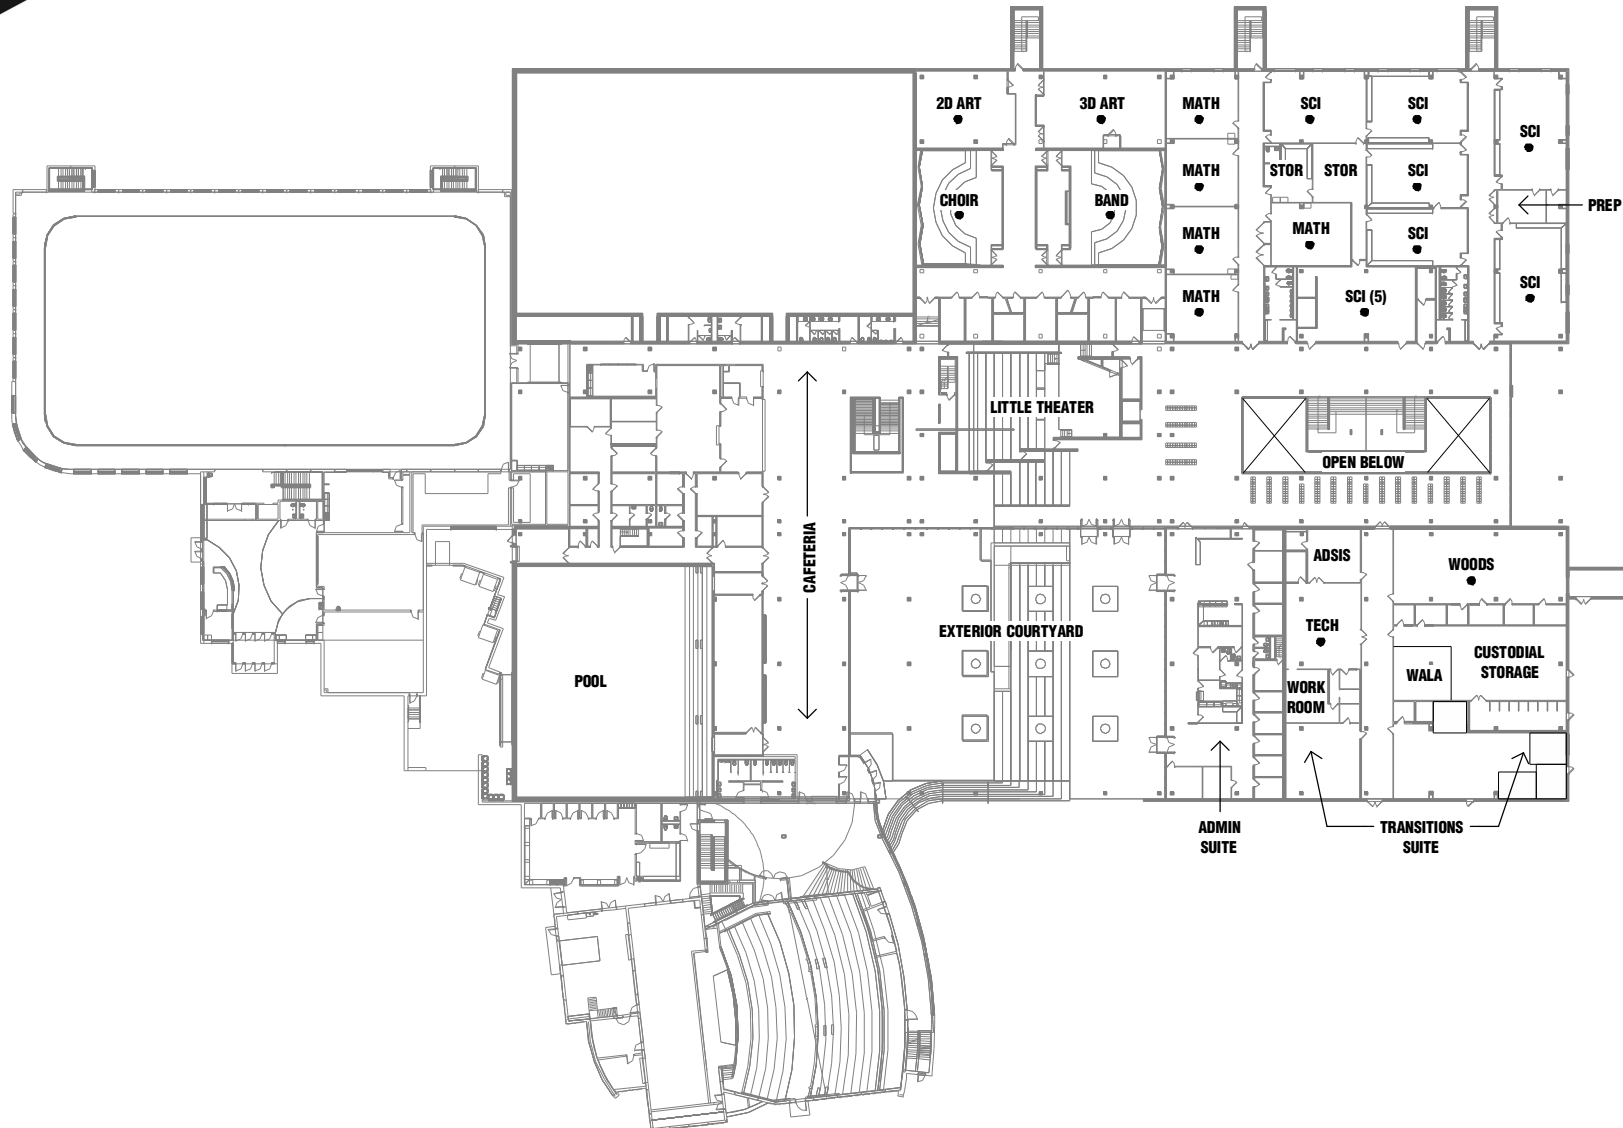 2D ART
3D ART
MATH
SCI
SCI
SCI
MATH
STOR
STOR
SCI
CHOIR
BAND
PREP
MATH
MATH
SCI
MATH
SCI (5)
SCI
LITTLE THEATER
OPEN BELOW
CAFETERIA
ADSIS
WOODS
EXTERIOR COURTYARD
TECH
POOL
WALA
CUSTODIAL
STORAGE
WORK
ROOM
ADMIN
SUITE
TRANSITIONS
SUITE